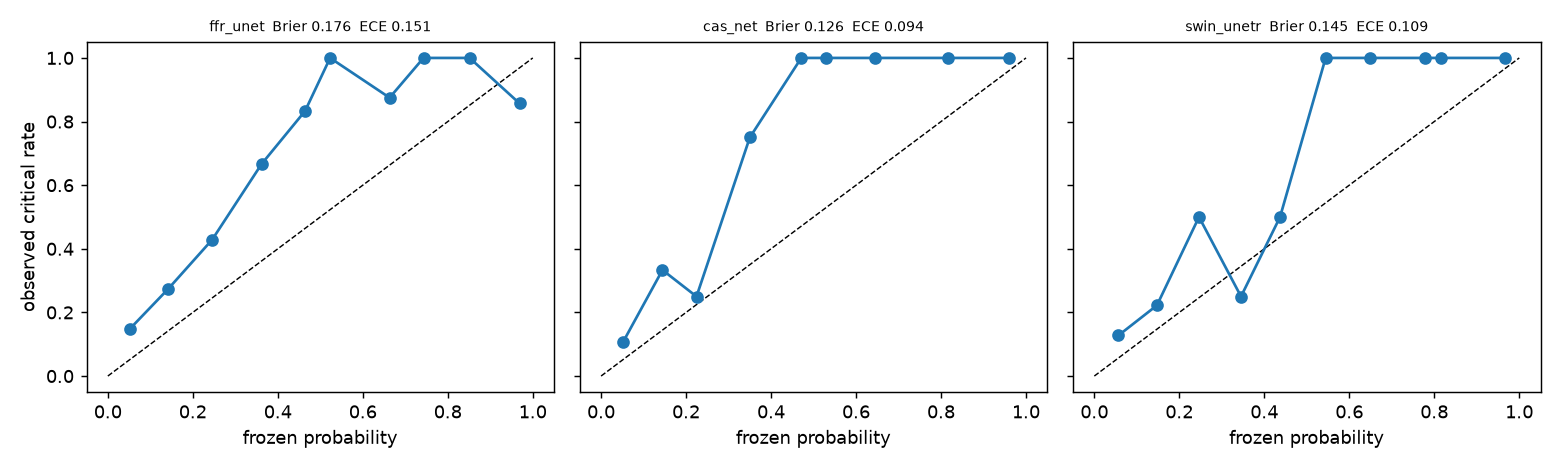 ffr_unet Brier 0.176 ECE 0.151
cas_net Brier 0.126 ECE 0.094
swin_unetr Brier 0.145 ECE 0.109
observed critical rate
1.0
0.8
0.6
0.4
0.2
0.0
0.0 0.2 0.4 0.6 0.8 1.0
0.0 0.2 0.4 0.6 0.8 1.0
0.0 0.2 0.4 0.6 0.8 1.0
frozen probability
frozen probability
frozen probability